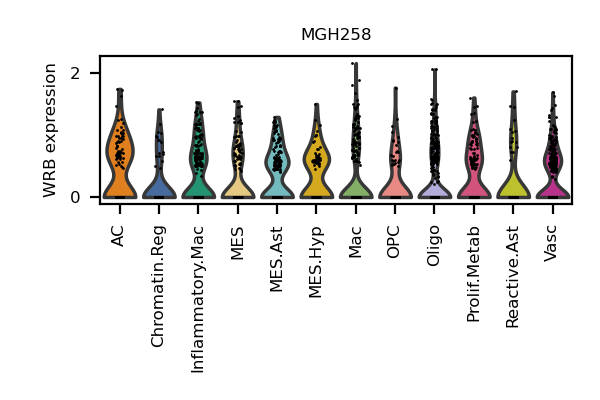 MGH258
WRB expression
2
0
AC
Chromatin.Reg
Inflammatory.Mac
MES
MES.Ast
MES.Hyp
Mac
OPC
Oligo
Prolif.Metab
Reactive.Ast
Vasc